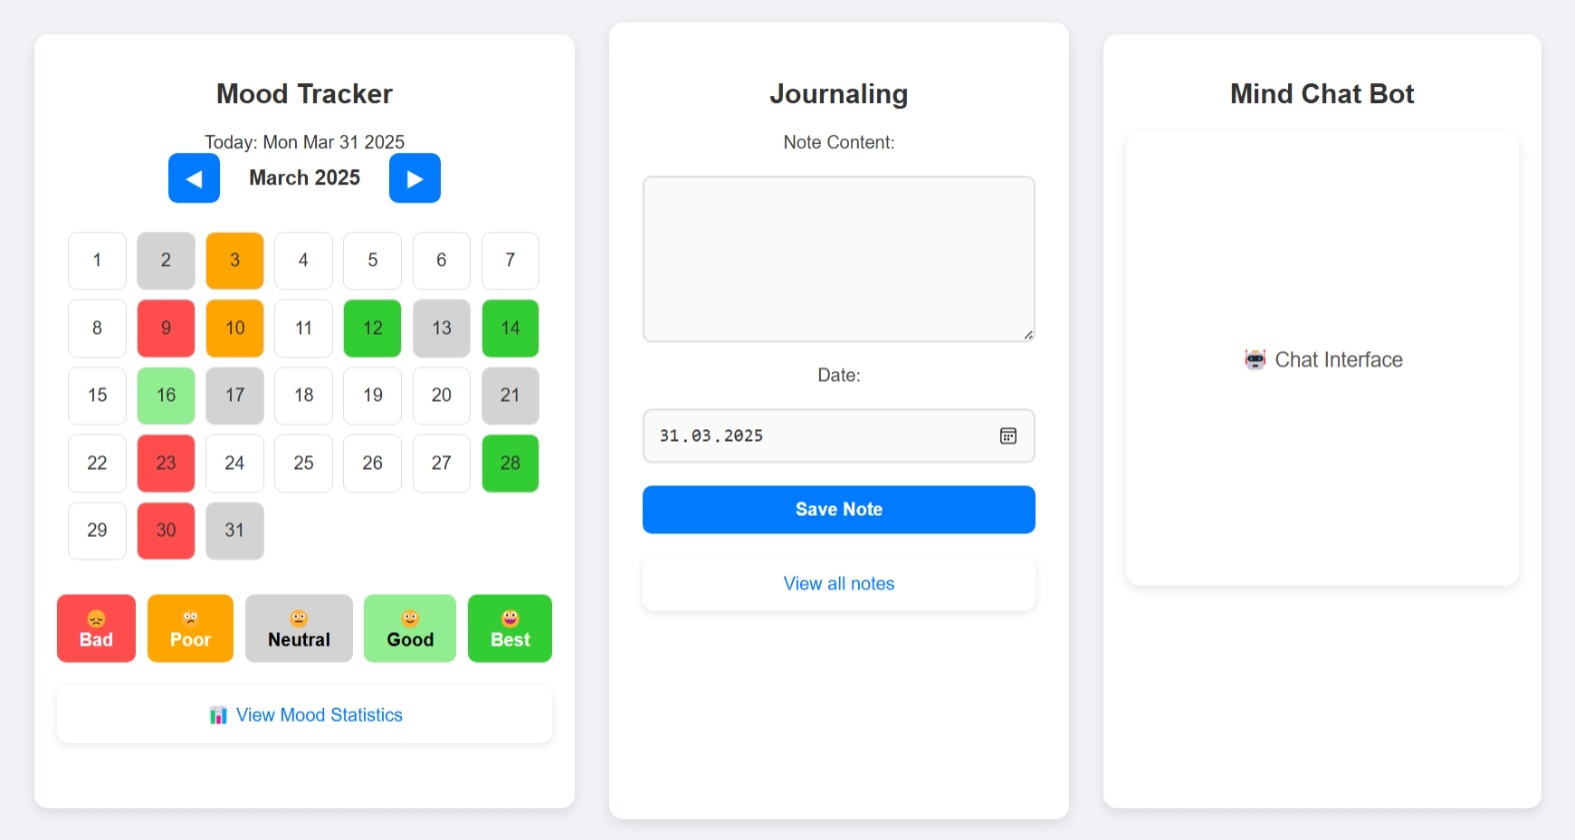 Mood Tracker
Today: Mon Mar 31 2025
◀ March 2025 ▶
1 2 3 4 5 6 7
8 9 10 11 12 13 14
15 16 17 18 19 20 21
22 23 24 25 26 27 28
29 30 31
😞 Bad
😟 Poor
😐 Neutral
🙂 Good
😀 Best
📊 View Mood Statistics
Journaling
Note Content:
Date:
31.03.2025
Save Note
View all notes
Mind Chat Bot
🤖 Chat Interface